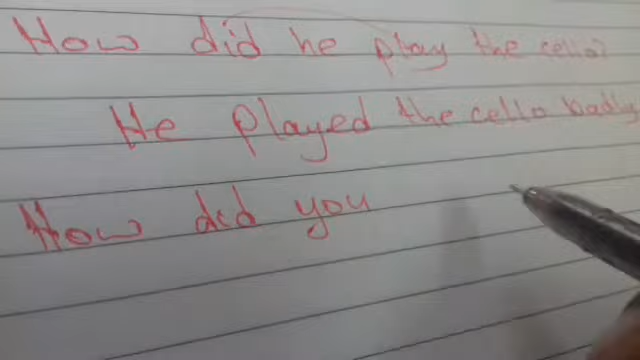 How did he play the cello?
He played the cello badly
How did you